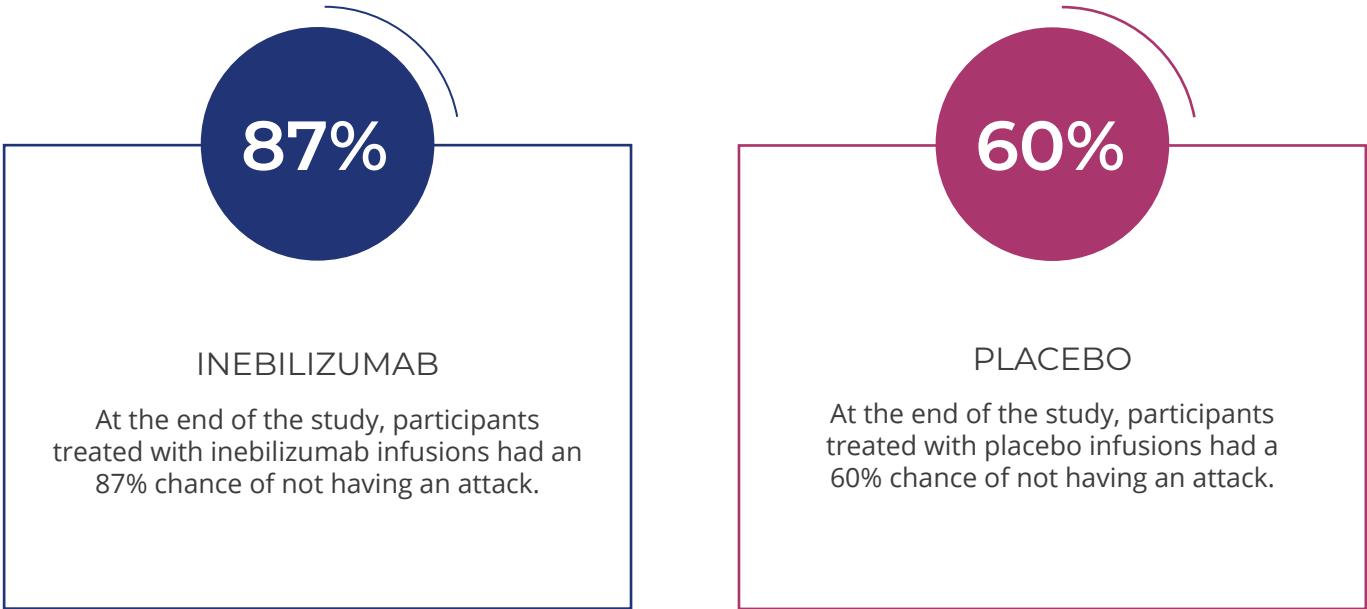 87%
INEBILIZUMAB
At the end of the study, participants
treated with inebilizumab infusions had an
87% chance of not having an attack.
60%
PLACEBO
At the end of the study, participants
treated with placebo infusions had a
60% chance of not having an attack.